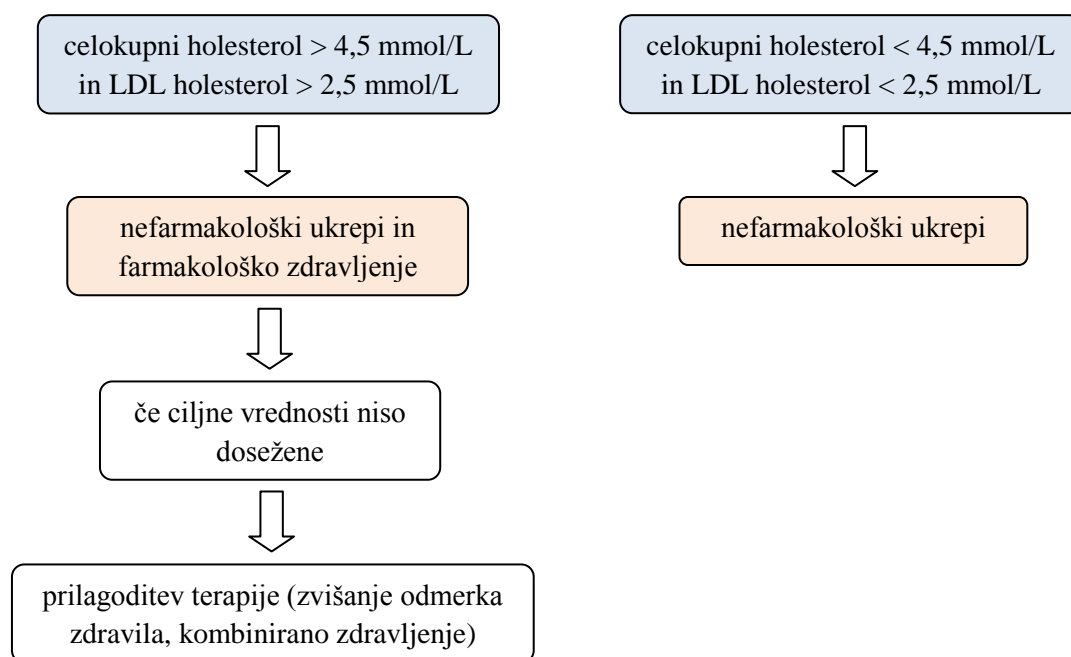 celokupni holesterol > 4,5 mmol/L
in LDL holesterol > 2,5 mmol/L
nefarmakološki ukrepi in
farmakološko zdravljenje
če ciljne vrednosti niso
dosežene
prilagoditev terapije (zvišanje odmerka
zdravila, kombinirano zdravljenje)
celokupni holesterol < 4,5 mmol/L
in LDL holesterol < 2,5 mmol/L
nefarmakološki ukrepi